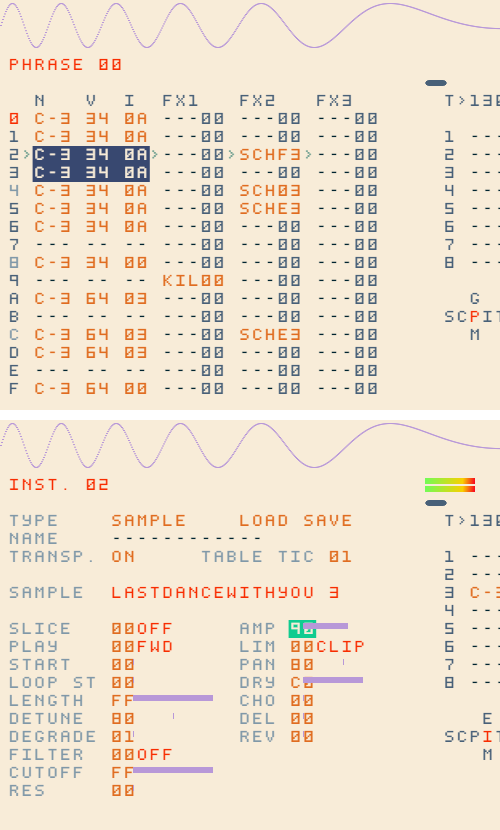 PHRASE 00
N V I FX1 FX2 FX3 T>130
0 C-3 34 0A ---00 ---00 ---00
1 C-3 34 0A ---00 ---00 ---00 1 ---
2>C-3 34 0A>---00>SCHF3>---00 2 ---
3 C-3 34 0A ---00 ---00 ---00 3 ---
4 C-3 34 0A ---00 SCH03 ---00 4 ---
5 C-3 34 0A ---00 SCHE3 ---00 5 ---
6 C-3 34 0A ---00 ---00 ---00 6 ---
7 --- -- -- ---00 ---00 ---00 7 ---
8 C-3 34 00 ---00 ---00 ---00 8 ---
9 --- -- -- KIL00 ---00 ---00
A C-3 64 03 ---00 ---00 ---00 G
B --- -- -- ---00 ---00 ---00 SCPIT
C C-3 64 03 ---00 SCHE3 ---00 M
D C-3 64 03 ---00 ---00 ---00
E --- -- -- ---00 ---00 ---00
F C-3 64 00 ---00 ---00 ---00
INST. 02
TYPE SAMPLE LOAD SAVE T>130
NAME ------------
TRANSP. ON TABLE TIC 01 1 ---
2 ---
SAMPLE LASTDANCEWITHYOU 3 3 C-3
4 ---
SLICE 00OFF AMP 90 5 ---
PLAY 00FWD LIM 00CLIP 6 ---
START 00 PAN 80 7 ---
LOOP ST 00 DRY C0 8 ---
LENGTH FF CHO 00
DETUNE 80 DEL 00 E
DEGRADE 01 REV 00 SCPIT
FILTER 00OFF M
CUTOFF FF
RES 00